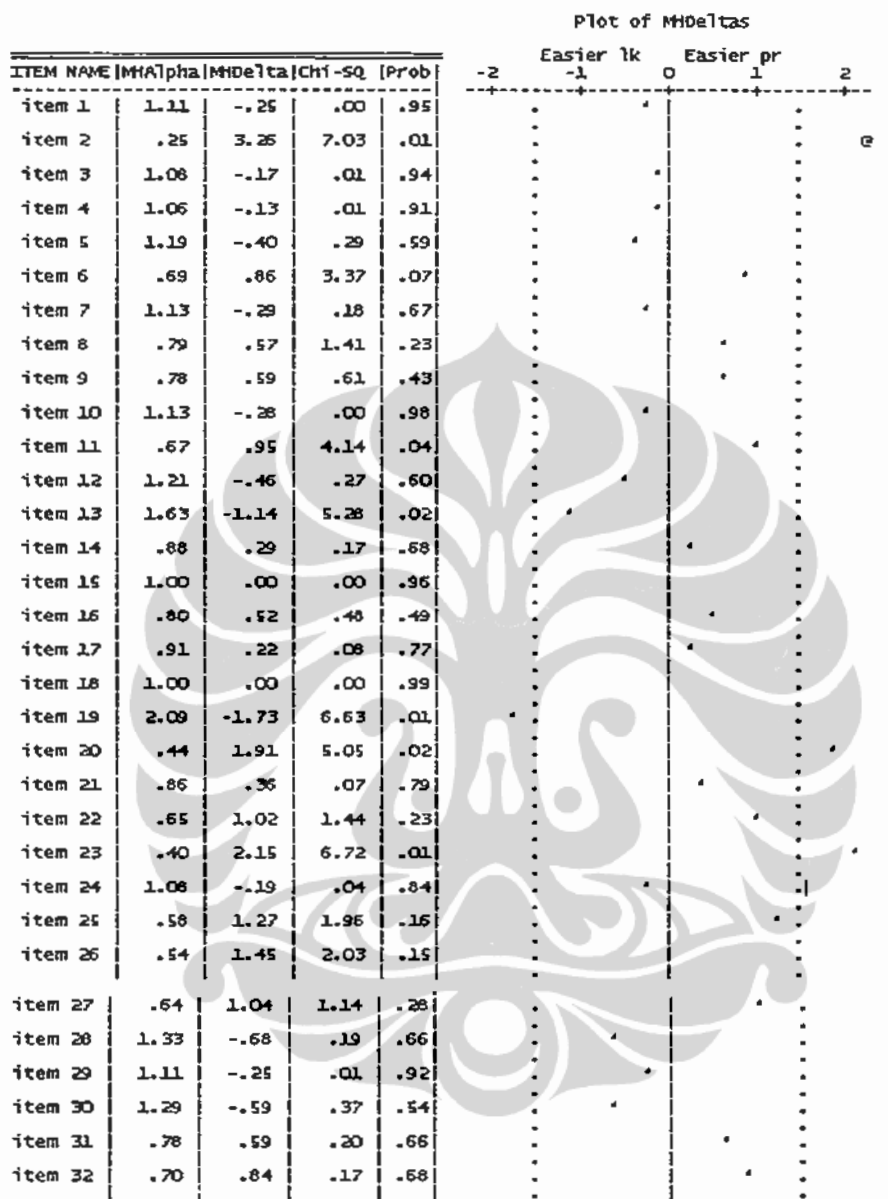 Plot of MHDeltas
Easier lk Easier pr
ITEM NAME|MHAlpha|MHDelta|Chi-SQ |Prob| -2 -1 0 1 2
item 1 | 1.11 | -.25 | .00 | .95|
item 2 | .25 | 3.26 | 7.03 | .01| @
item 3 | 1.08 | -.17 | .01 | .94|
item 4 | 1.06 | -.13 | .01 | .91|
item 5 | 1.19 | -.40 | .29 | .59|
item 6 | .69 | .86 | 3.37 | .07|
item 7 | 1.13 | -.29 | .18 | .67|
item 8 | .79 | .57 | 1.41 | .23|
item 9 | .78 | .59 | .61 | .43|
item 10 | 1.13 | -.28 | .00 | .98|
item 11 | .67 | .95 | 4.14 | .04|
item 12 | 1.21 | -.46 | .27 | .60|
item 13 | 1.63 | -1.14 | 5.28 | .02|
item 14 | .88 | .29 | .17 | .68|
item 15 | 1.00 | .00 | .00 | .96|
item 16 | .80 | .52 | .48 | .49|
item 17 | .91 | .22 | .08 | .77|
item 18 | 1.00 | .00 | .00 | .99|
item 19 | 2.09 | -1.73 | 6.63 | .01|
item 20 | .44 | 1.91 | 5.05 | .02|
item 21 | .86 | .36 | .07 | .79|
item 22 | .65 | 1.02 | 1.44 | .23|
item 23 | .40 | 2.15 | 6.72 | .01|
item 24 | 1.08 | -.19 | .04 | .84|
item 25 | .58 | 1.27 | 1.96 | .16|
item 26 | .54 | 1.45 | 2.03 | .15|
item 27 | .64 | 1.04 | 1.14 | .28|
item 28 | 1.33 | -.68 | .19 | .66|
item 29 | 1.11 | -.25 | .01 | .92|
item 30 | 1.29 | -.59 | .37 | .54|
item 31 | .78 | .59 | .20 | .66|
item 32 | .70 | .84 | .17 | .68|